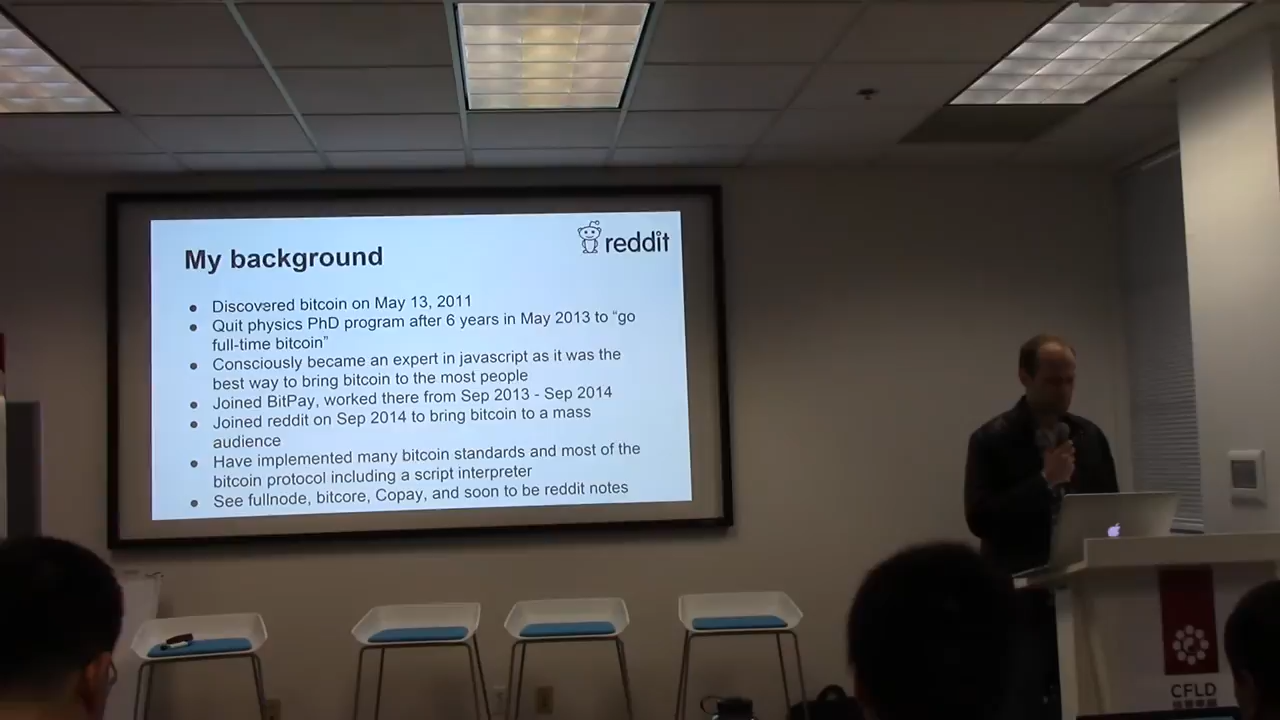 reddit
My background
● Discovered bitcoin on May 13, 2011
● Quit physics PhD program after 6 years in May 2013 to “go
full-time bitcoin”
● Consciously became an expert in javascript as it was the
best way to bring bitcoin to the most people
● Joined BitPay, worked there from Sep 2013 - Sep 2014
● Joined reddit on Sep 2014 to bring bitcoin to a mass
audience
● Have implemented many bitcoin standards and most of the
bitcoin protocol including a script interpreter
● See fullnode, bitcore, Copay, and soon to be reddit notes
CFLD